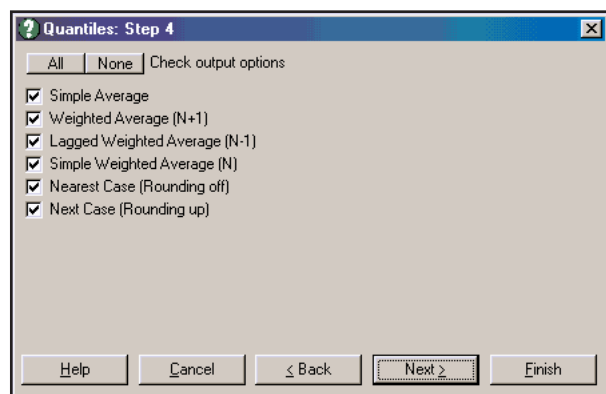 Quantiles: Step 4
All None Check output options
Simple Average
Weighted Average (N+1)
Lagged Weighted Average (N-1)
Simple Weighted Average (N)
Nearest Case (Rounding off)
Next Case (Rounding up)
Help Cancel < Back Next > Finish